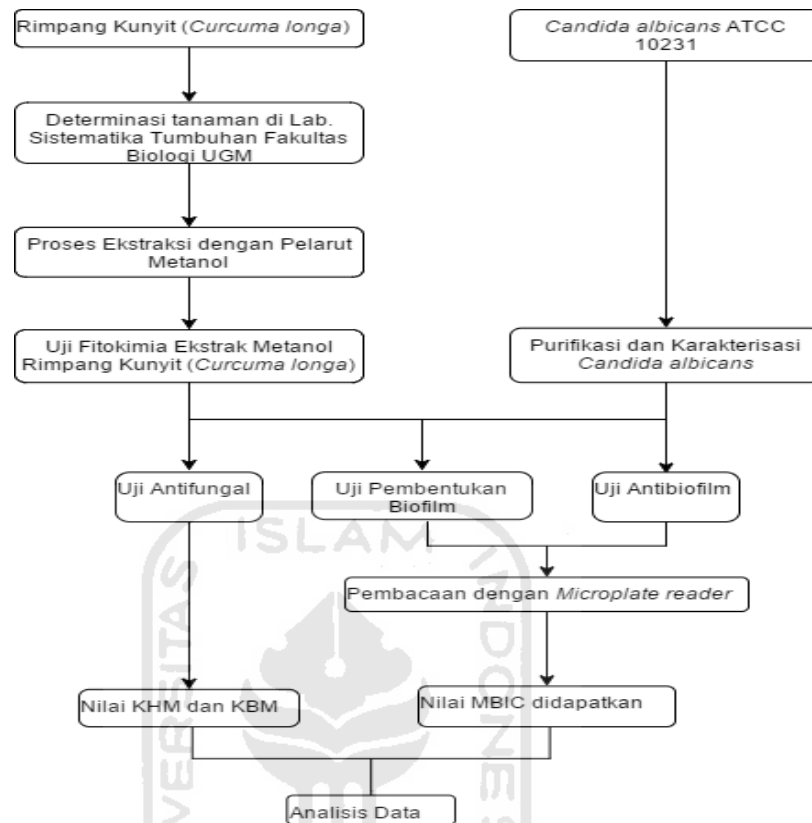 Rimpang Kunyit (Curcuma longa)
Candida albicans ATCC
10231
Determinasi tanaman di Lab.
Sistematika Tumbuhan Fakultas
Biologi UGM
Proses Ekstraksi dengan Pelarut
Metanol
Uji Fitokimia Ekstrak Metanol
Rimpang Kunyit (Curcuma longa)
Purifikasi dan Karakterisasi
Candida albicans
Uji Antifungal
Uji Pembentukan
Biofilm
Uji Antibiofilm
Pembacaan dengan Microplate reader
Nilai KHM dan KBM
Nilai MBIC didapatkan
Analisis Data
ISLAM